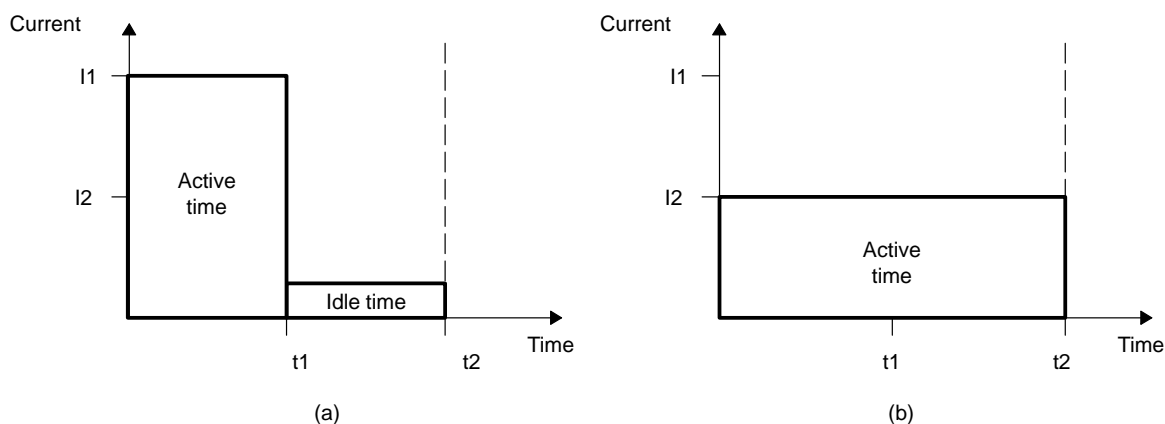 Current
I1
I2
Active
time
Idle time
t1
t2
Time
(a)
Current
I1
I2
Active
time
t1
t2
Time
(b)